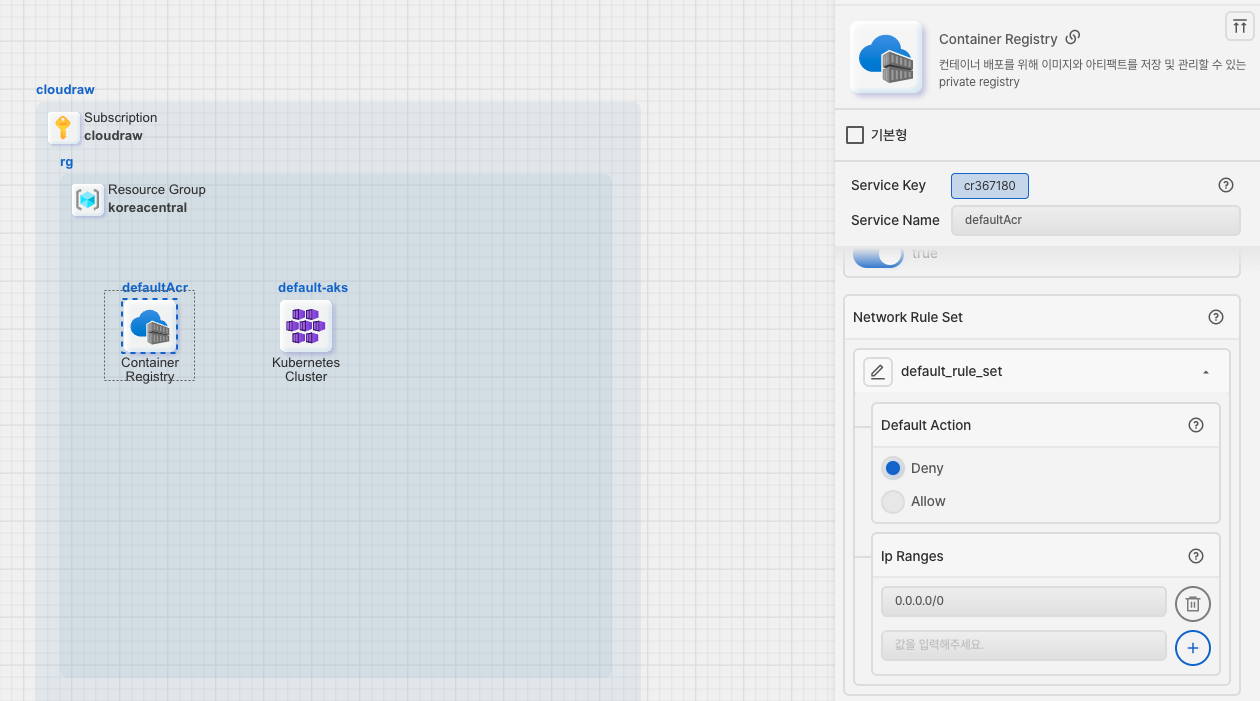 cloudraw
Subscription
cloudraw
rg
Resource Group
koreacentral
defaultAcr
Container
Registry
default-aks
Kubernetes
Cluster
Container Registry
컨테이너 배포를 위해 이미지와 아티팩트를 저장 및 관리할 수 있는
private registry
기본형
Service Key
cr367180
Service Name
defaultAcr
true
Network Rule Set
default_rule_set
Default Action
Deny
Allow
Ip Ranges
0.0.0.0/0
값을 입력해주세요.